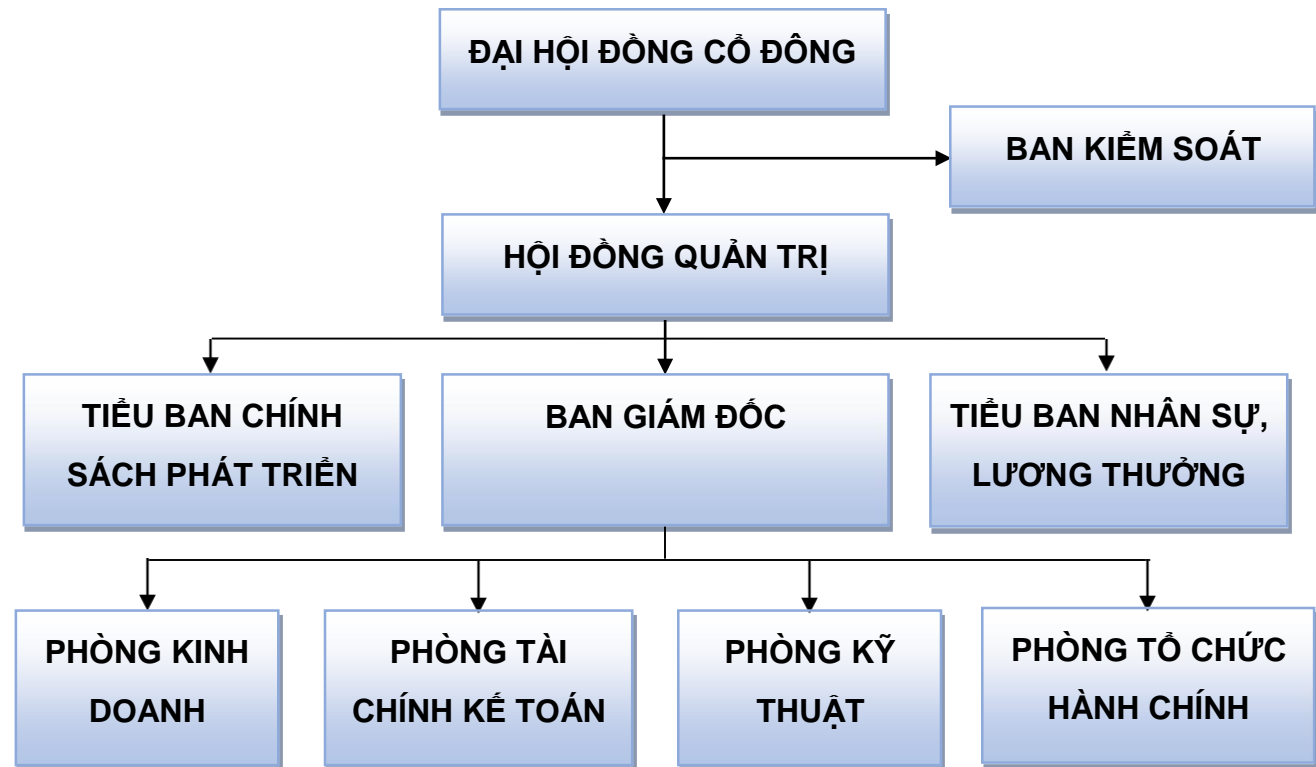 ĐẠI HỘI ĐỒNG CỔ ĐÔNG
BAN KIỂM SOÁT
HỘI ĐỒNG QUẢN TRỊ
TIỂU BAN CHÍNH
SÁCH PHÁT TRIỂN
BAN GIÁM ĐỐC
TIỂU BAN NHÂN SỰ,
LƯƠNG THƯỞNG
PHÒNG KINH
DOANH
PHÒNG TÀI
CHÍNH KẾ TOÁN
PHÒNG KỸ
THUẬT
PHÒNG TỔ CHỨC
HÀNH CHÍNH